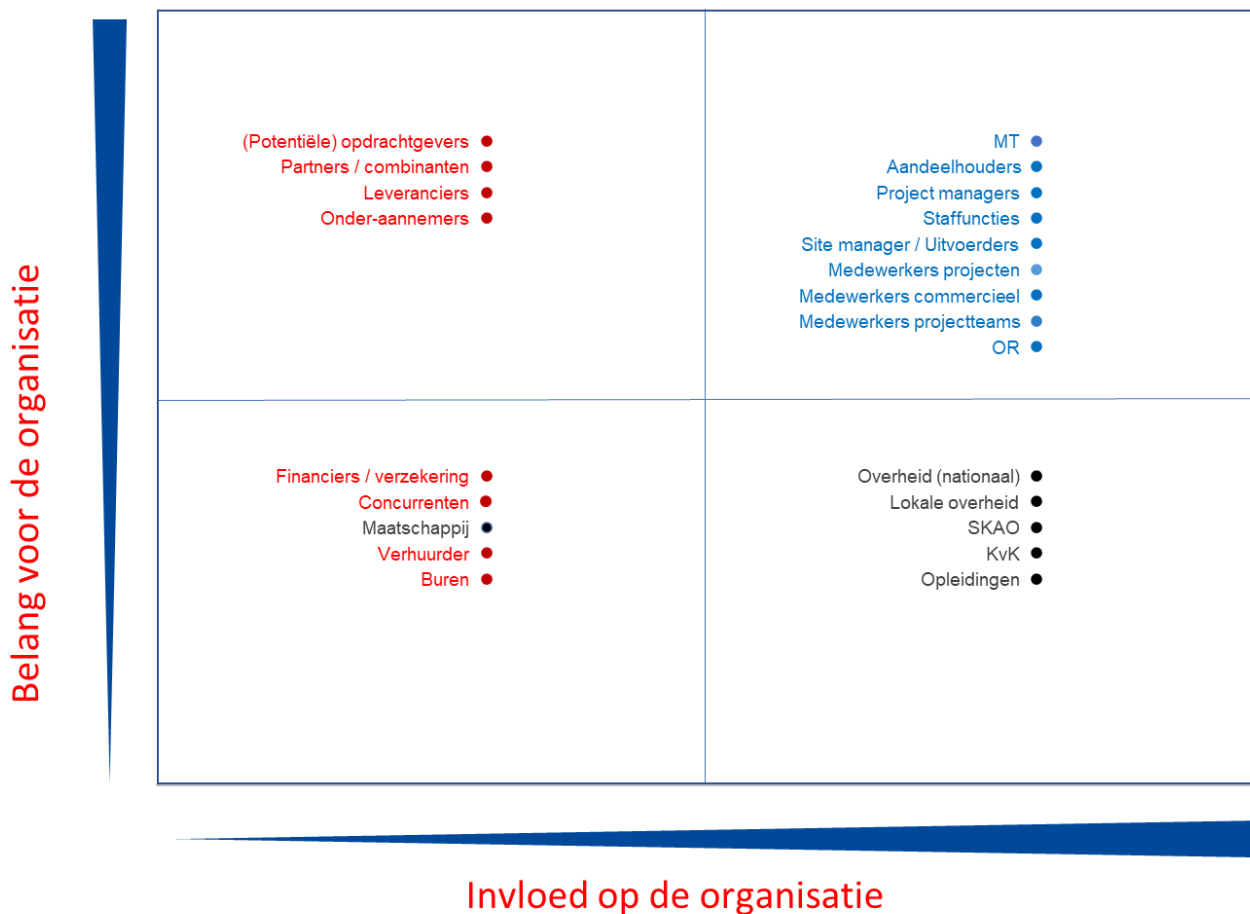 Belang voor de organisatie
(Potentiële) opdrachtgevers
Partners / combinanten
Leveranciers
Onder-aannemers
MT
Aandeelhouders
Project managers
Staffuncties
Site manager / Uitvoerders
Medewerkers projecten
Medewerkers commercieel
Medewerkers projectteams
OR
Financiers / verzekering
Concurrenten
Maatschappij
Verhuurder
Buren
Overheid (nationaal)
Lokale overheid
SKAO
KvK
Opleidingen
Invloed op de organisatie